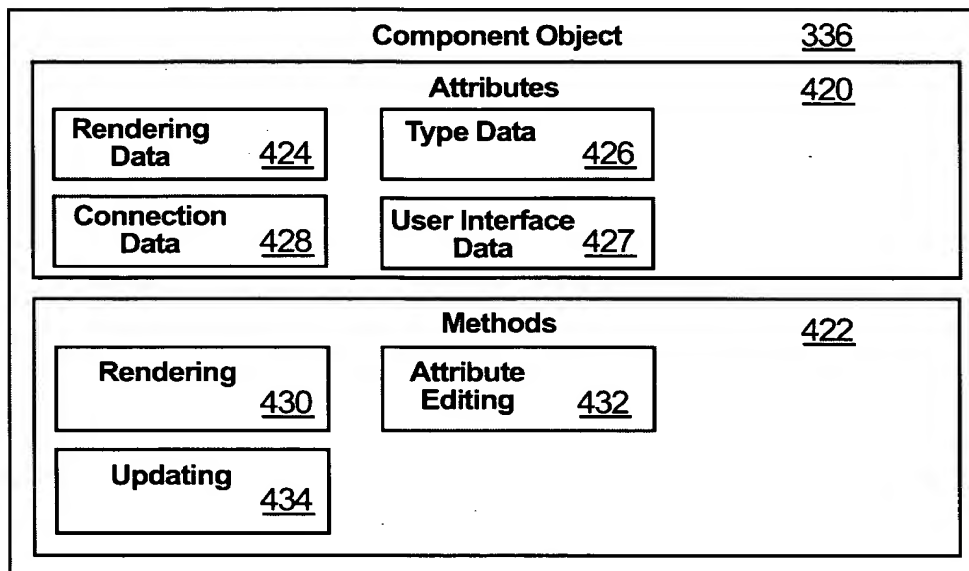 Component Object 336
Attributes 420
Rendering
Data 424
Type Data
426
Connection
Data 428
User Interface
Data 427
Methods 422
Rendering
430
Attribute
Editing 432
Updating
434